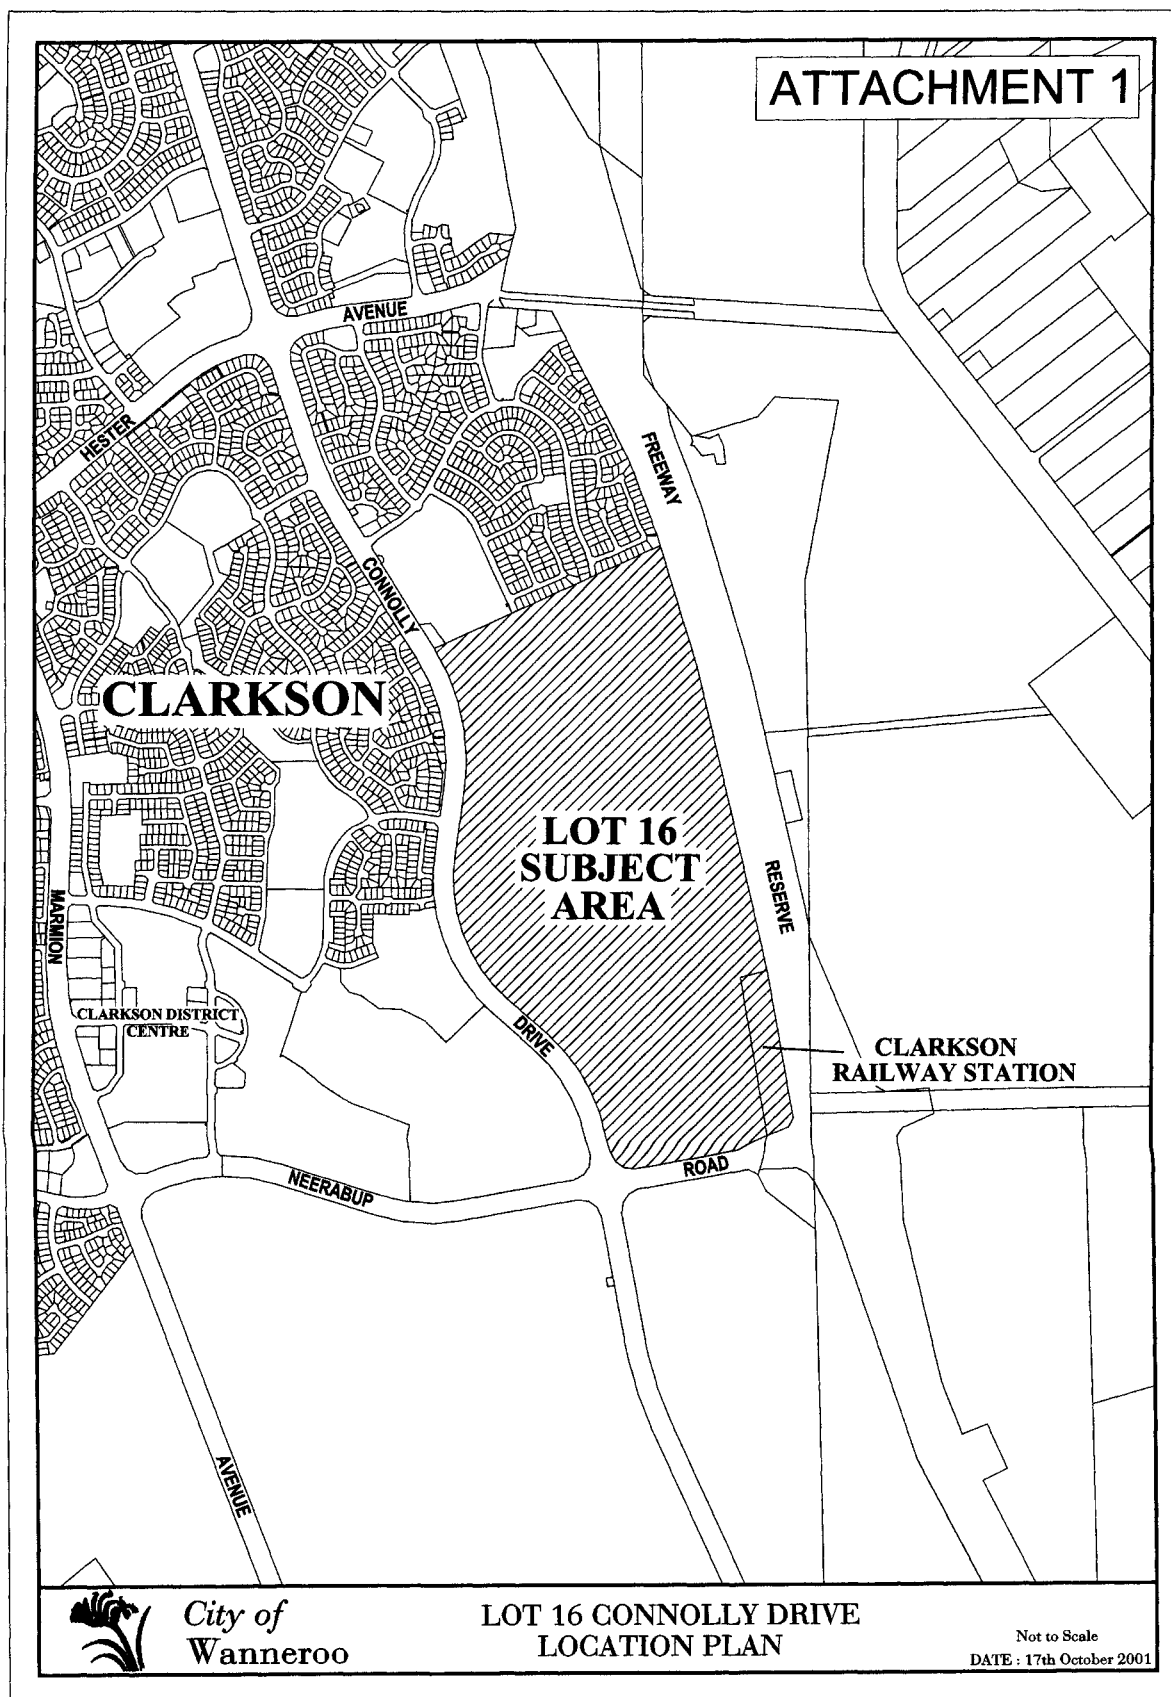 ATTACHMENT 1
AVENUE
HESTER
FREEWAY
CONNOLLY
CLARKSON
LOT 16
SUBJECT
AREA
RESERVE
MARMION
CLARKSON DISTRICT
CENTRE
DRIVE
CLARKSON
RAILWAY STATION
ROAD
NEERABUP
AVENUE
City of
Wanneroo
LOT 16 CONNOLLY DRIVE
LOCATION PLAN
Not to Scale
DATE : 17th October 2001